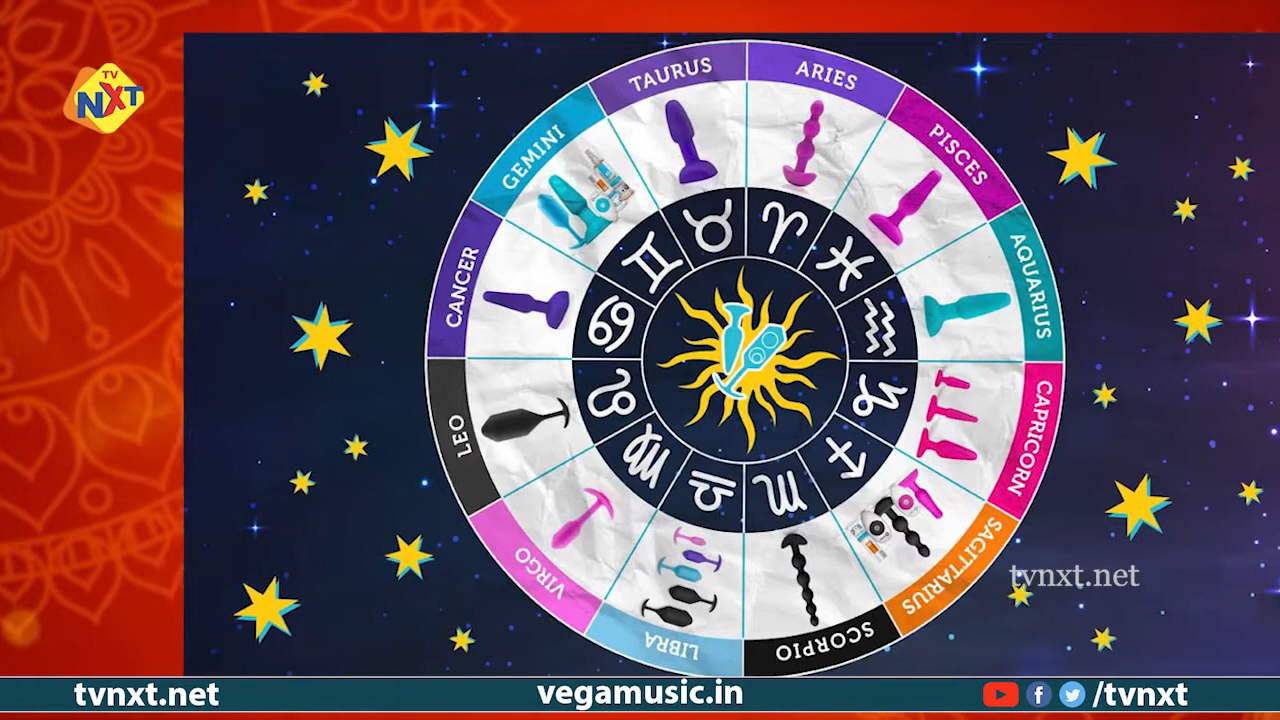 TV
NXT
TAURUS
ARIES
GEMINI
PISCES
CANCER
AQUARIUS
LEO
CAPRICORN
VIRGO
SAGITTARIUS
LIBRA
SCORPIO
tvnxt.net
tvnxt.net
vegamusic.in
/tvnxt